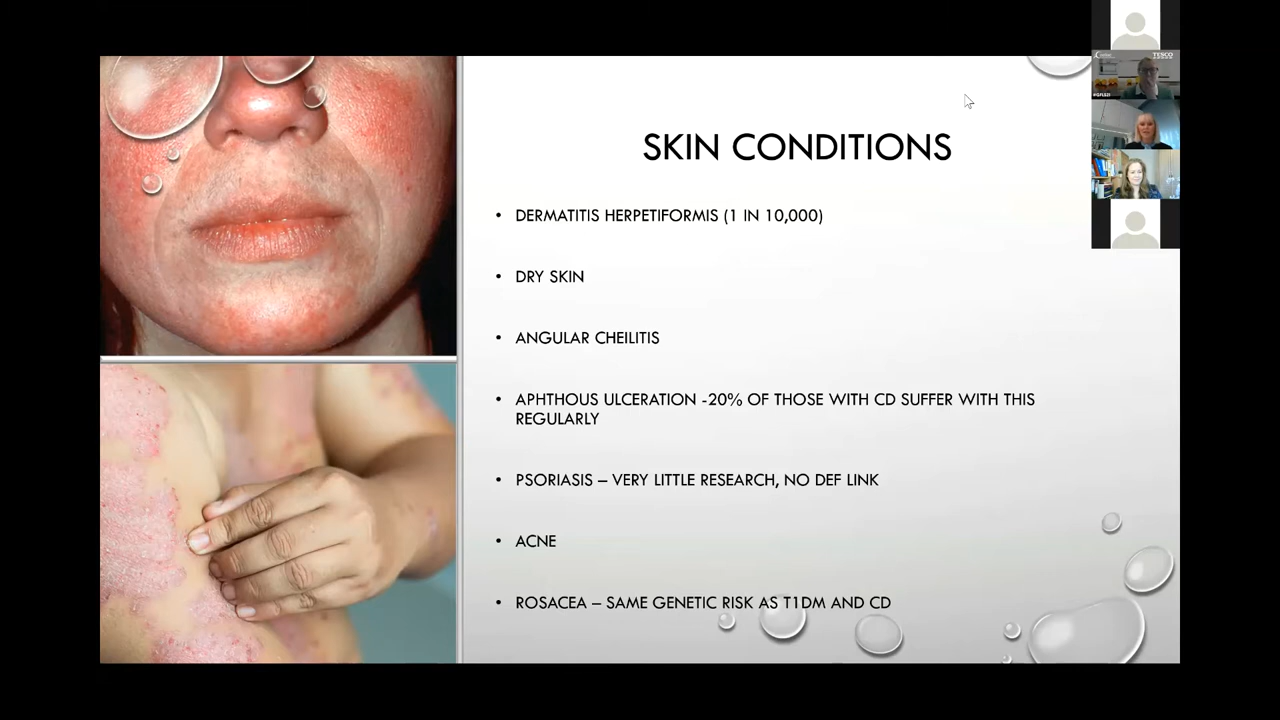 SKIN CONDITIONS
• DERMATITIS HERPETIFORMIS (1 IN 10,000)
• DRY SKIN
• ANGULAR CHEILITIS
• APHTHOUS ULCERATION -20% OF THOSE WITH CD SUFFER WITH THIS
REGULARLY
• PSORIASIS – VERY LITTLE RESEARCH, NO DEF LINK
• ACNE
• ROSACEA – SAME GENETIC RISK AS T1DM AND CD
TESCO